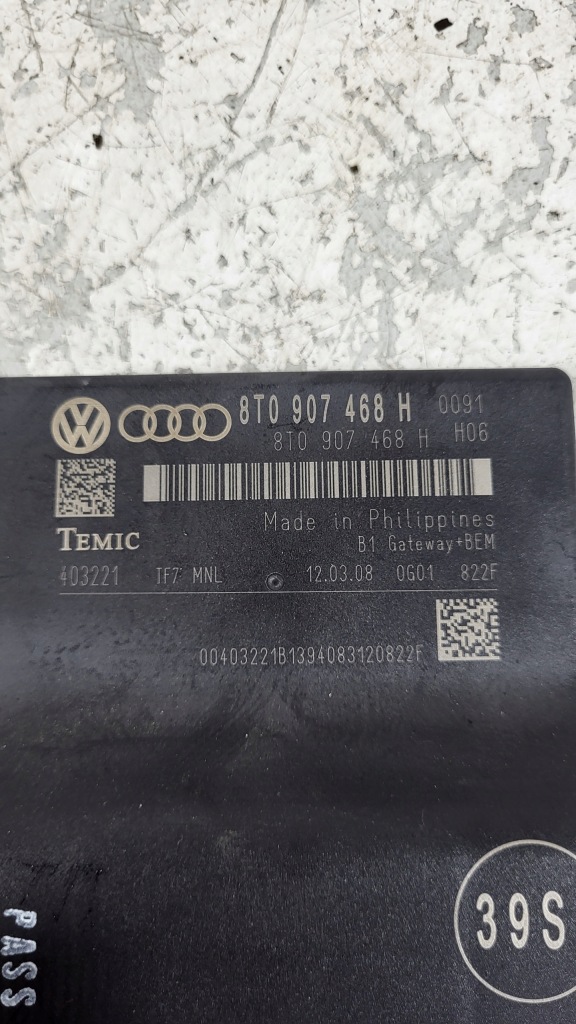 8T0 907 468 H 0091
8T0 907 468 H H06
Made in Philippines
TEMIC
B1 Gateway+BEM
403221 TF7 MNL 12.03.08 0G01 822F
00403221B1394083120822F
39S
PASS